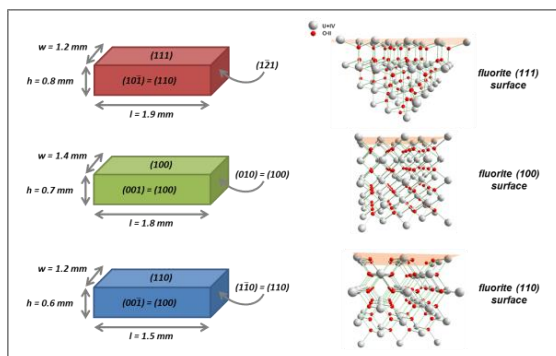 w = 1.2 mm
(111)
h = 0.8 mm
(101̄) = (110)
(12̄1)
l = 1.9 mm
U+IV
O-II
fluorite (111)
surface
w = 1.4 mm
(100)
h = 0.7 mm
(001) = (100)
(010) = (100)
l = 1.8 mm
fluorite (100)
surface
w = 1.2 mm
(110)
h = 0.6 mm
(001̄) = (100)
(11̄0) = (110)
l = 1.5 mm
fluorite (110)
surface